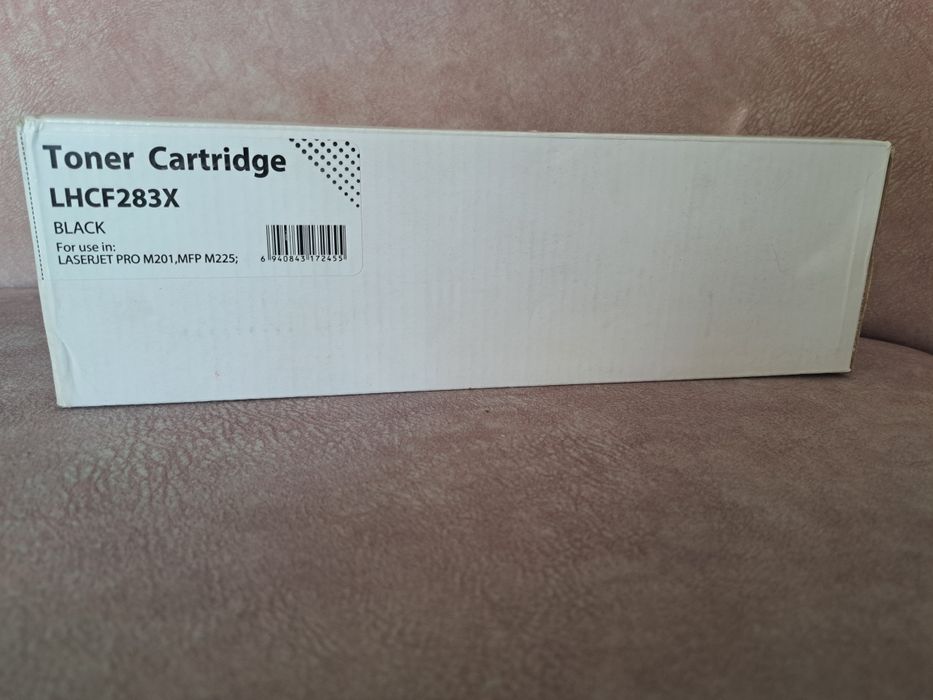 Toner Cartridge
LHCF283X
BLACK
For use in:
LASERJET PRO M201,MFP M225;
6 940843 172455